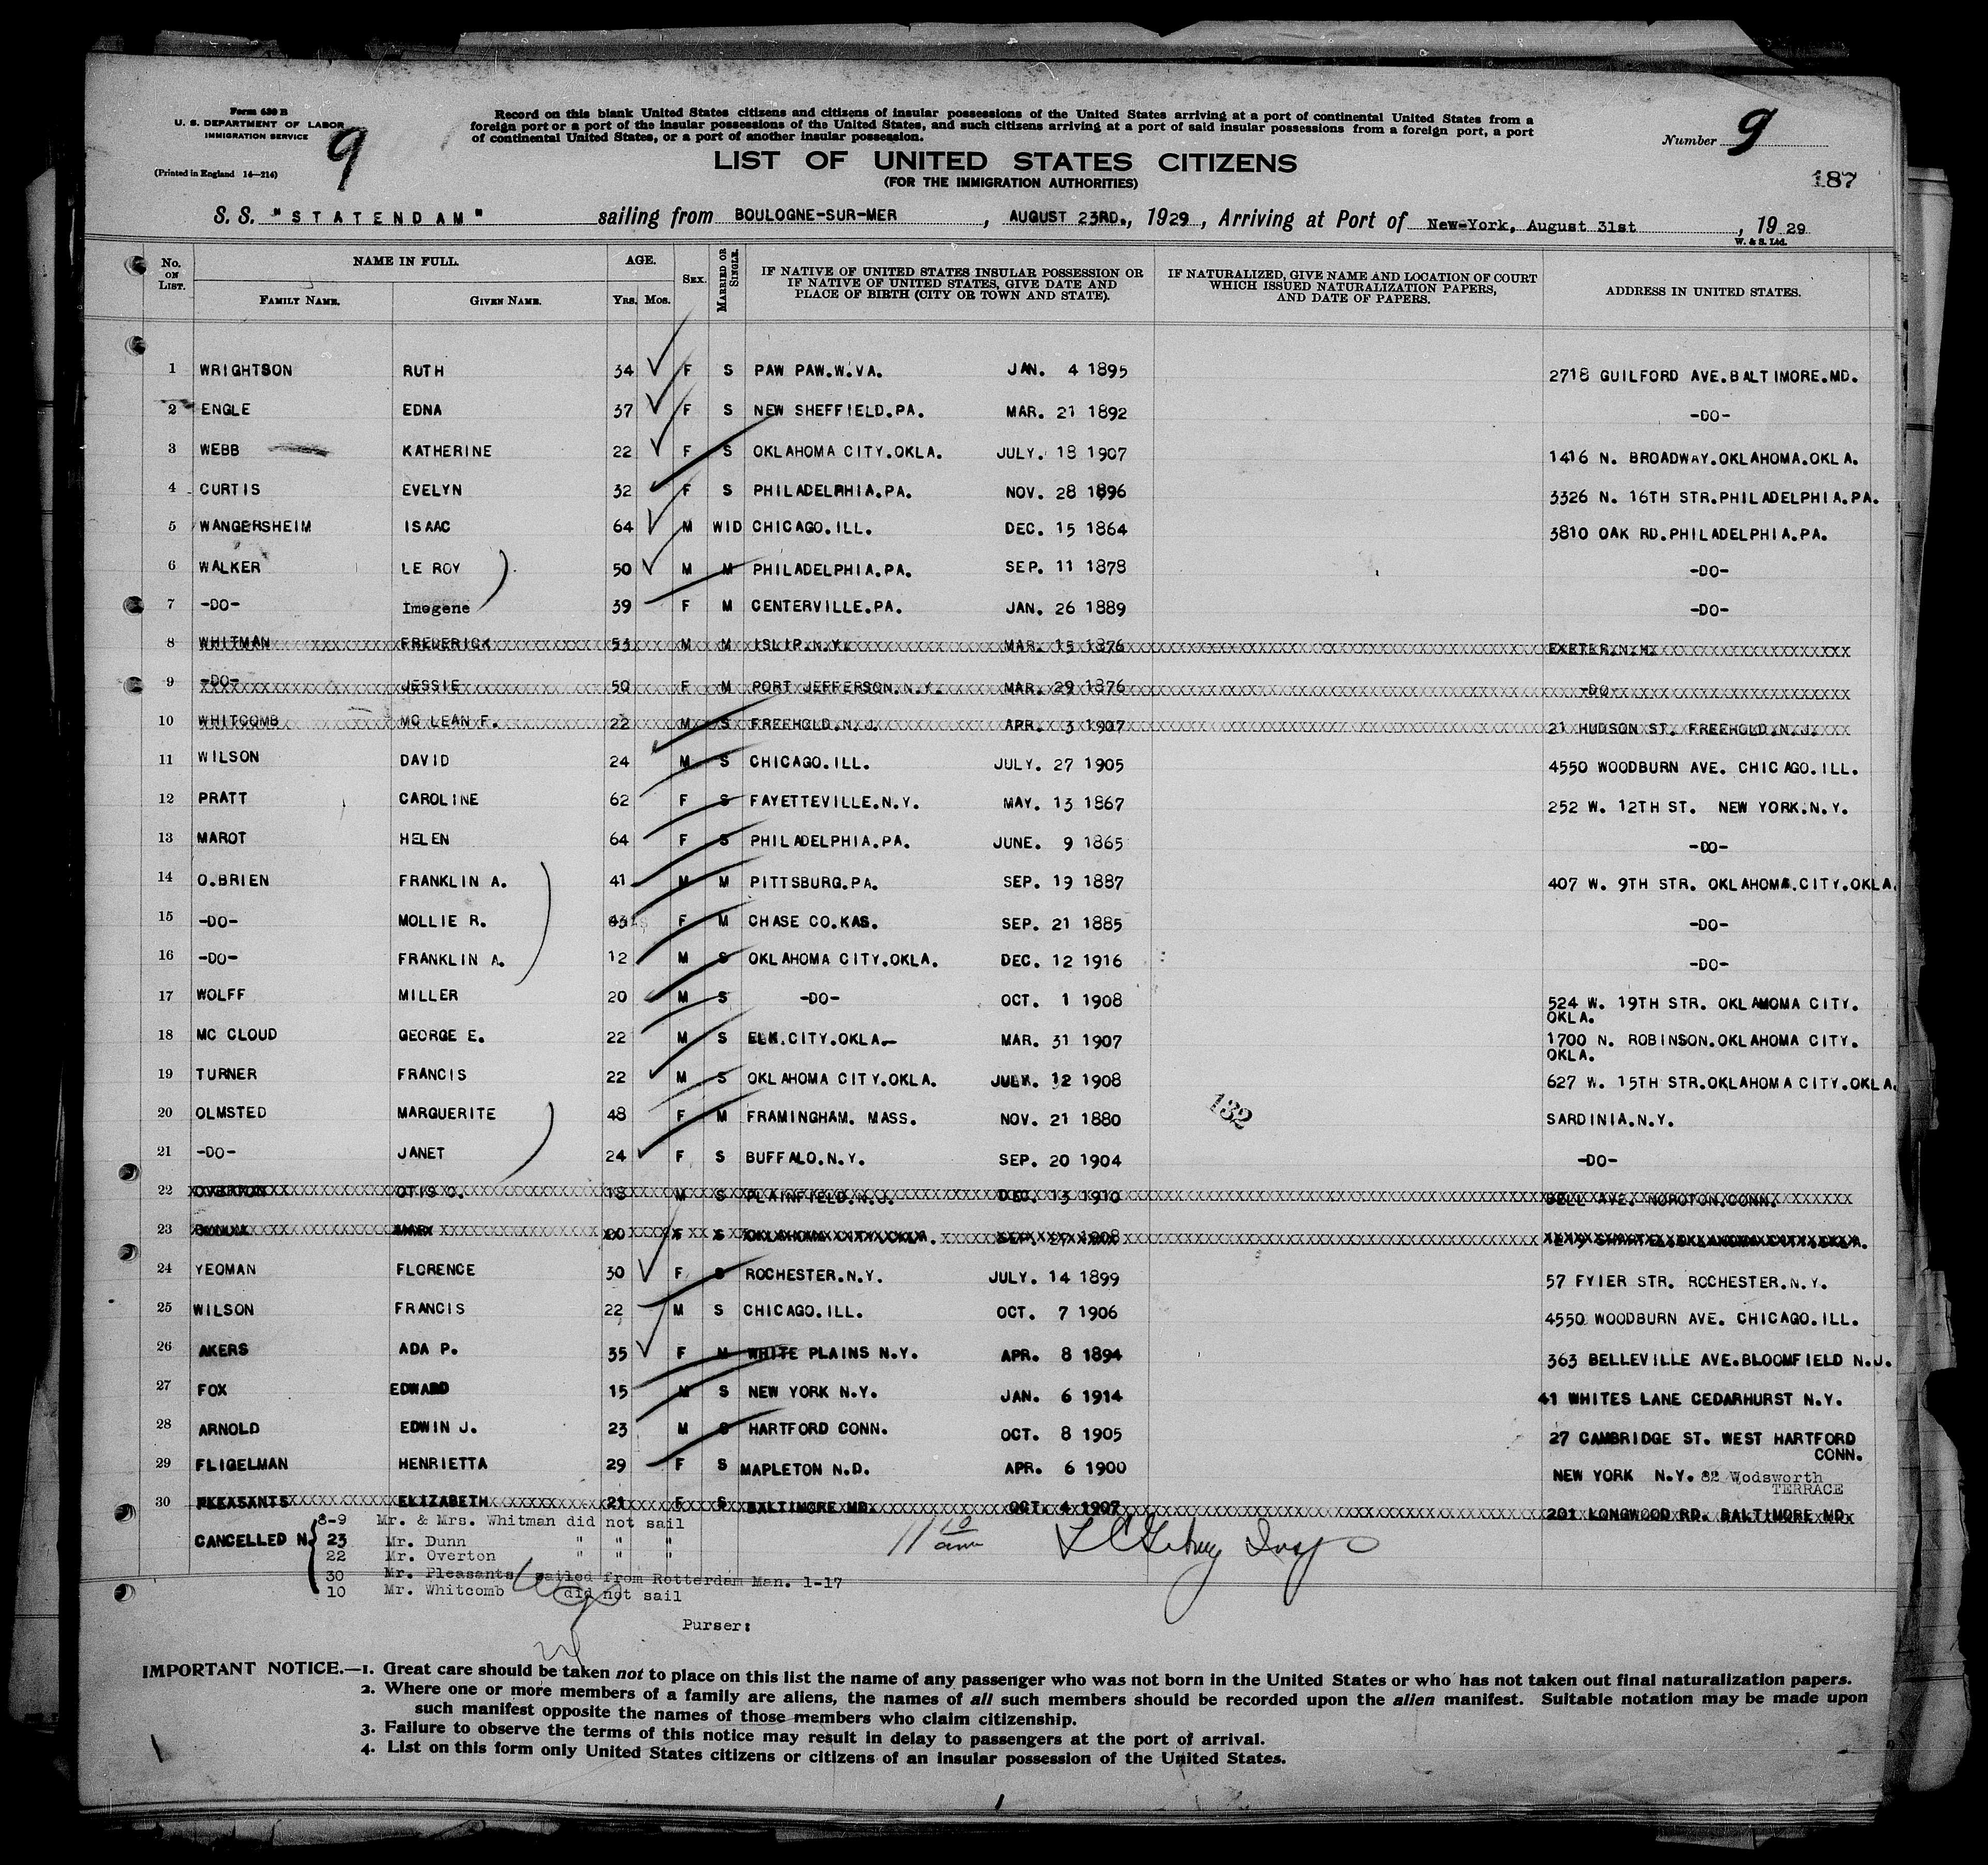 Form 630 B
U. S. DEPARTMENT OF LABOR
IMMIGRATION SERVICE
(Printed in England 14—214)
9
Record on this blank United States citizens and citizens of insular possessions of the United States arriving at a port of continental United States from a
foreign port or a port of the insular possessions of the United States, and such citizens arriving at a port of said insular possessions from a foreign port, a port
of continental United States, or a port of another insular possession.
Number 9
LIST OF UNITED STATES CITIZENS
(FOR THE IMMIGRATION AUTHORITIES)
187
S. S. "STATENDAM" sailing from BOULOGNE-SUR-MER, AUGUST 23RD., 1929, Arriving at Port of New-York, August 31st, 1929
W. & S. Ltd.
No. ON LIST. NAME IN FULL. FAMILY NAME. GIVEN NAME. AGE. Yrs. Mos. SEX. MARRIED OR SINGLE. IF NATIVE OF UNITED STATES INSULAR POSSESSION OR IF NATIVE OF UNITED STATES, GIVE DATE AND PLACE OF BIRTH (CITY OR TOWN AND STATE). IF NATURALIZED, GIVE NAME AND LOCATION OF COURT WHICH ISSUED NATURALIZATION PAPERS, AND DATE OF PAPERS. ADDRESS IN UNITED STATES.
1 WRIGHTSON RUTH 34 F S PAW PAW.W.VA. JAN. 4 1895 2718 GUILFORD AVE.BALTIMORE.MD.
2 ENGLE EDNA 37 F S NEW SHEFFIELD.PA. MAR. 21 1892 -DO-
3 WEBB KATHERINE 22 F S OKLAHOMA CITY.OKLA. JULY. 18 1907 1416 N. BROADWAY.OKLAHOMA.OKLA.
4 CURTIS EVELYN 32 F S PHILADELPHIA.PA. NOV. 28 1896 3326 N. 16TH STR.PHILADELPHIA.PA.
5 WANGERSHEIM ISAAC 64 M WID CHICAGO.ILL. DEC. 15 1864 3810 OAK RD.PHILADELPHIA.PA.
6 WALKER LE ROY 50 M M PHILADELPHIA.PA. SEP. 11 1878 -DO-
7 -DO- Imogene 39 F M CENTERVILLE.PA. JAN. 26 1889 -DO-
8 WHITMAN FREDERICK 53 M M ISLIP.N.Y. MAR. 15 1876 EXETER.N.H.
9 -DO- JESSIE 50 F M PORT JEFFERSON.N.Y. MAR. 29 1876 -DO-
10 WHITCOMB MC LEAN F. 22 M S FREEHOLD.N.J. APR. 3 1907 21 HUDSON ST. FREEHOLD.N.J.
11 WILSON DAVID 24 M S CHICAGO.ILL. JULY. 27 1905 4550 WOODBURN AVE. CHICAGO.ILL.
12 PRATT CAROLINE 62 F S FAYETTEVILLE.N.Y. MAY. 13 1867 252 W. 12TH ST. NEW YORK.N.Y.
13 MAROT HELEN 64 F S PHILADELPHIA.PA. JUNE. 9 1865 -DO-
14 O.BRIEN FRANKLIN A. 41 M M PITTSBURG.PA. SEP. 19 1887 407 W. 9TH STR. OKLAHOMA.CITY.OKLA.
15 -DO- MOLLIE R. 43 F M CHASE CO.KAS. SEP. 21 1885 -DO-
16 -DO- FRANKLIN A. 12 M S OKLAHOMA CITY.OKLA. DEC. 12 1916 -DO-
17 WOLFF MILLER 20 M S -DO- OCT. 1 1908 524 W. 19TH STR. OKLAHOMA CITY.
OKLA.
18 MC CLOUD GEORGE E. 22 M S ELK.CITY.OKLA.- MAR. 31 1907 1700 N. ROBINSON.OKLAHOMA CITY.
OKLA.
19 TURNER FRANCIS 22 M S OKLAHOMA CITY.OKLA. JULY. 12 1908 627 W. 15TH STR.OKLAHOMA CITY.OKLA.
20 OLMSTED MARGUERITE 48 F M FRAMINGHAM. MASS. NOV. 21 1880 132 SARDINIA.N.Y.
21 -DO- JANET 24 F S BUFFALO.N.Y. SEP. 20 1904 -DO-
22 OVERTON OTIS O. 18 M S PLAINFIELD.N.J. DEC. 13 1910 BELL AVE. NOROTON.CONN.
23 MARY 20 F S OKLAHOMA CITY.OKLA. SEP. 1908 OKLAHOMA CITY.OKLA.
24 YEOMAN FLORENCE 30 F S ROCHESTER.N.Y. JULY. 14 1899 57 FYIER STR. ROCHESTER.N.Y.
25 WILSON FRANCIS 22 M S CHICAGO.ILL. OCT. 7 1906 4550 WOODBURN AVE. CHICAGO.ILL.
26 AKERS ADA P. 35 F M WHITE PLAINS N.Y. APR. 8 1894 363 BELLEVILLE AVE.BLOOMFIELD N.J.
27 FOX EDWARD 15 M S NEW YORK N.Y. JAN. 6 1914 41 WHITES LANE CEDARHURST N.Y.
28 ARNOLD EDWIN J. 23 M S HARTFORD CONN. OCT. 8 1905 27 CAMBRIDGE ST. WEST HARTFORD
CONN.
29 FLIGELMAN HENRIETTA 29 F S MAPLETON N.D. APR. 6 1900 NEW YORK N.Y. 82 Wodsworth
TERRACE
30 PLEASANTS ELIZABETH 21 F S BALTIMORE MD. OCT. 4 1907 201 LONGWOOD RD. BALTIMORE MD.
CANCELLED N.
8-9 Mr. & Mrs. Whitman did not sail
23 Mr. Dunn " " "
22 Mr. Overton " " "
30 Mr. Pleasants sailed from Rotterdam Man. 1-17
10 Mr. Whitcomb did not sail
11 10 am
Purser:
IMPORTANT NOTICE.—1. Great care should be taken not to place on this list the name of any passenger who was not born in the United States or who has not taken out final naturalization papers.
2. Where one or more members of a family are aliens, the names of all such members should be recorded upon the alien manifest. Suitable notation may be made upon
such manifest opposite the names of those members who claim citizenship.
3. Failure to observe the terms of this notice may result in delay to passengers at the port of arrival.
4. List on this form only United States citizens or citizens of an insular possession of the United States.